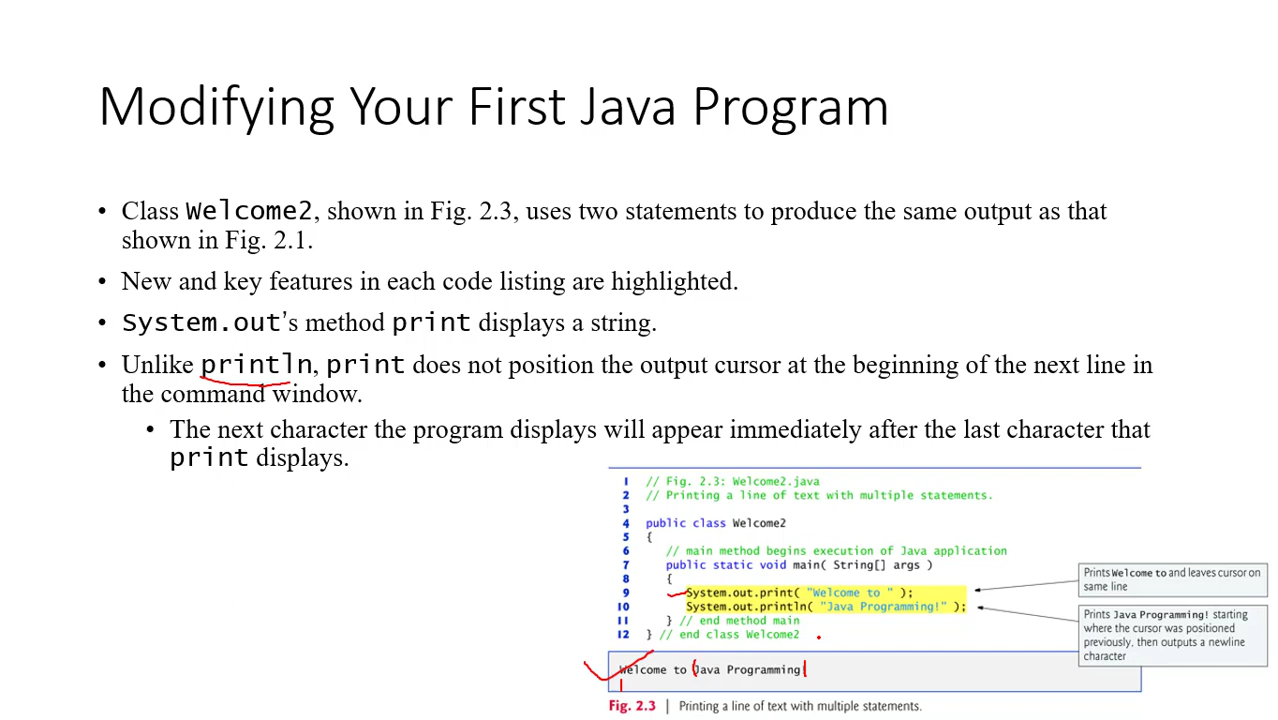 Modifying Your First Java Program
• Class Welcome2, shown in Fig. 2.3, uses two statements to produce the same output as that
shown in Fig. 2.1.
• New and key features in each code listing are highlighted.
• System.out’s method print displays a string.
• Unlike println, print does not position the output cursor at the beginning of the next line in
the command window.
• The next character the program displays will appear immediately after the last character that
print displays.
1 // Fig. 2.3: Welcome2.java
2 // Printing a line of text with multiple statements.
3
4 public class Welcome2
5 {
6 // main method begins execution of Java application
7 public static void main( String[] args )
8 {
9 System.out.print( "Welcome to " );
10 System.out.println( "Java Programming!" );
11 } // end method main
12 } // end class Welcome2
Prints Welcome to and leaves cursor on
same line
Prints Java Programming! starting
where the cursor was positioned
previously, then outputs a newline
character
Welcome to Java Programming!
Fig. 2.3 | Printing a line of text with multiple statements.